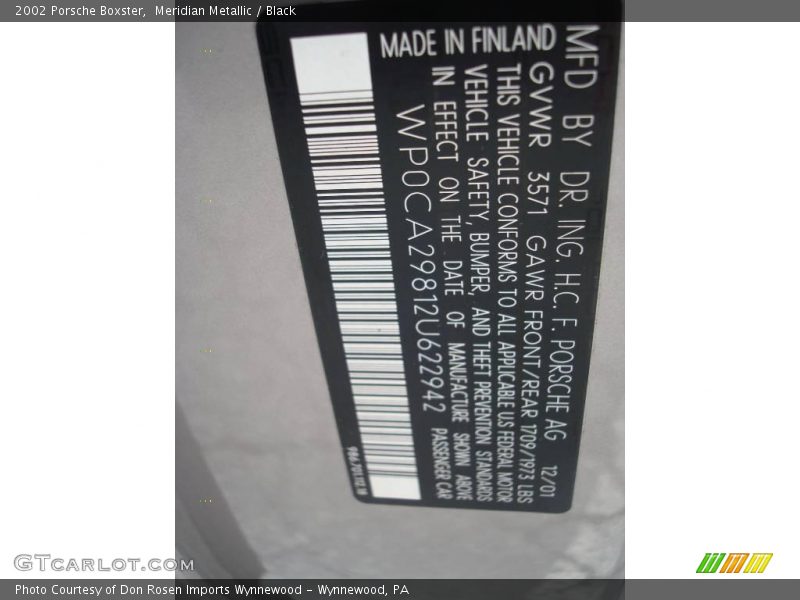 2002 Porsche Boxster,  Meridian Metallic / Black
MFD BY DR. ING. H.C. F. PORSCHE AG 12/01
GVWR 3571 GAWR FRONT/REAR 1709/1973 LBS
THIS VEHICLE CONFORMS TO ALL APPLICABLE US FEDERAL MOTOR
VEHICLE SAFETY, BUMPER, AND THEFT PREVENTION STANDARDS
IN EFFECT ON THE DATE OF MANUFACTURE SHOWN ABOVE
WP0CA29812U622942 PASSENGER CAR
MADE IN FINLAND
GTcarlot.com
Photo Courtesy of Don Rosen Imports Wynnewood - Wynnewood, PA